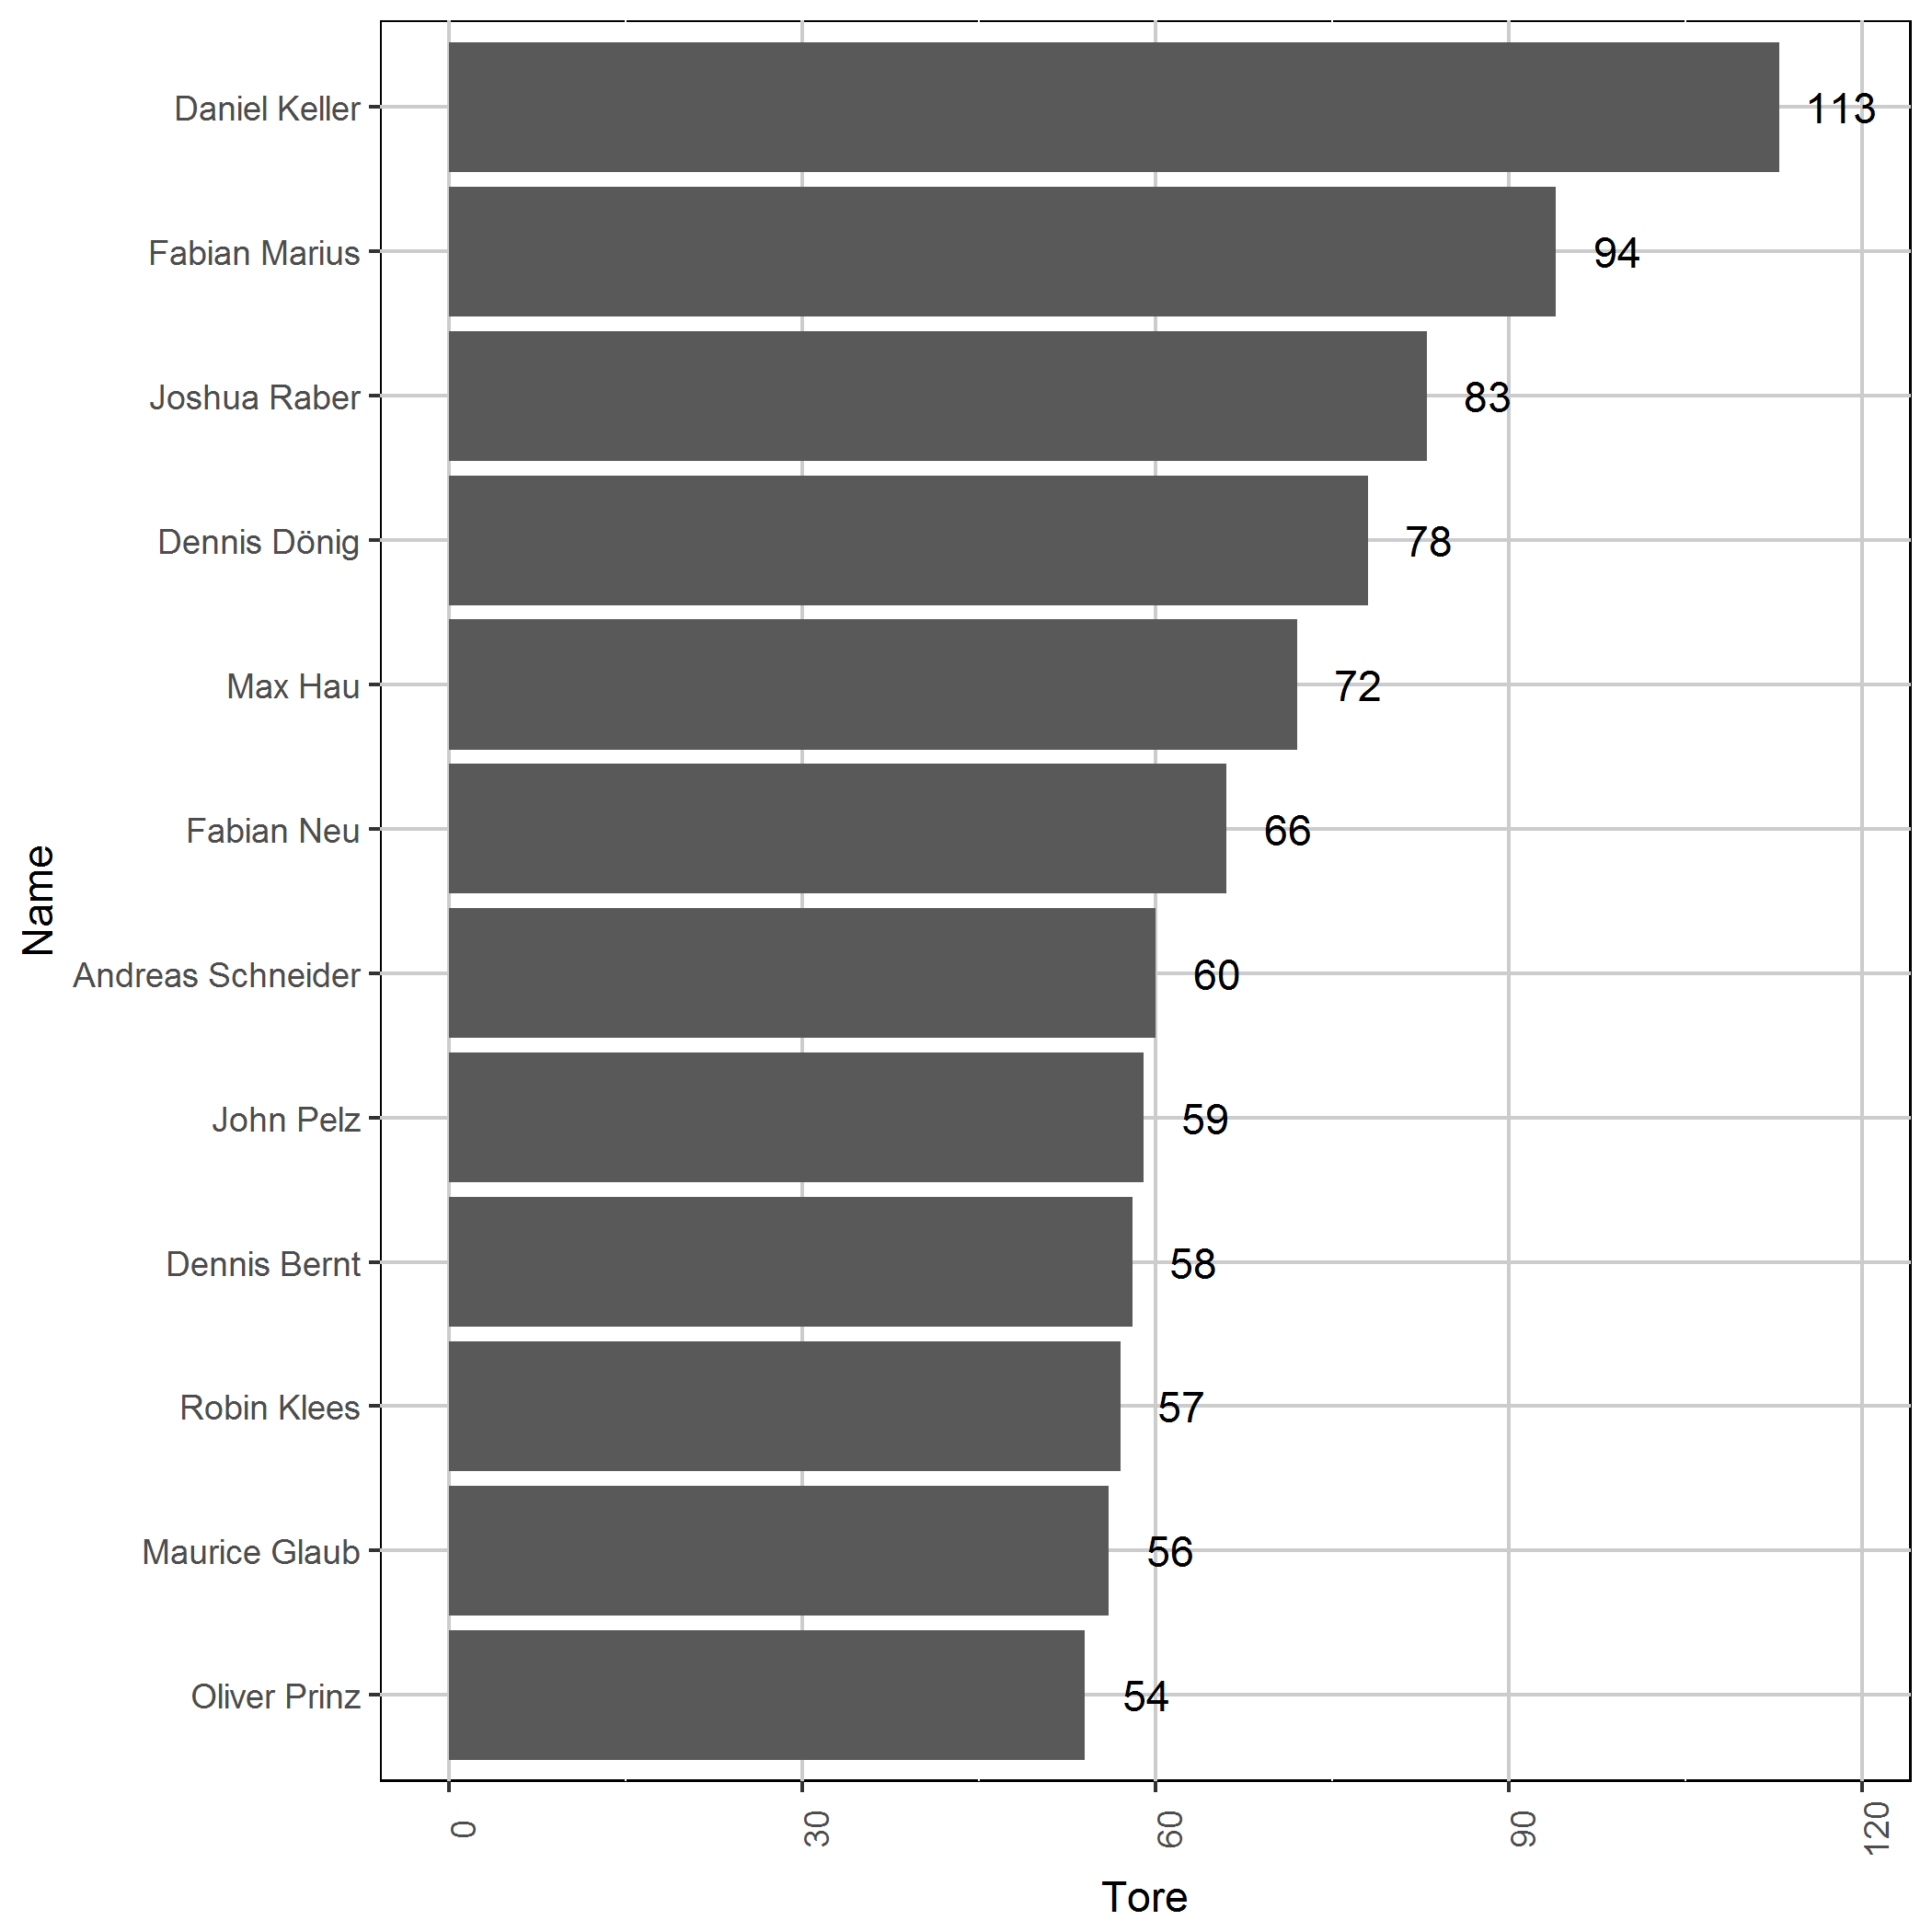 Daniel Keller 113
Fabian Marius 94
Joshua Raber 83
Dennis Dönig 78
Max Hau 72
Fabian Neu 66
Name
Andreas Schneider 60
John Pelz 59
Dennis Bernt 58
Robin Klees 57
Maurice Glaub 56
Oliver Prinz 54
0 30 60 90 120
Tore